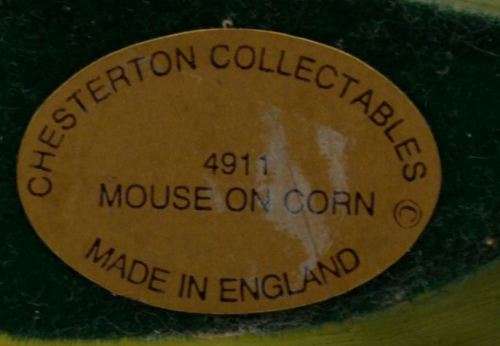 CHESTERTON COLLECTABLES
4911
MOUSE ON CORN ©
MADE IN ENGLAND